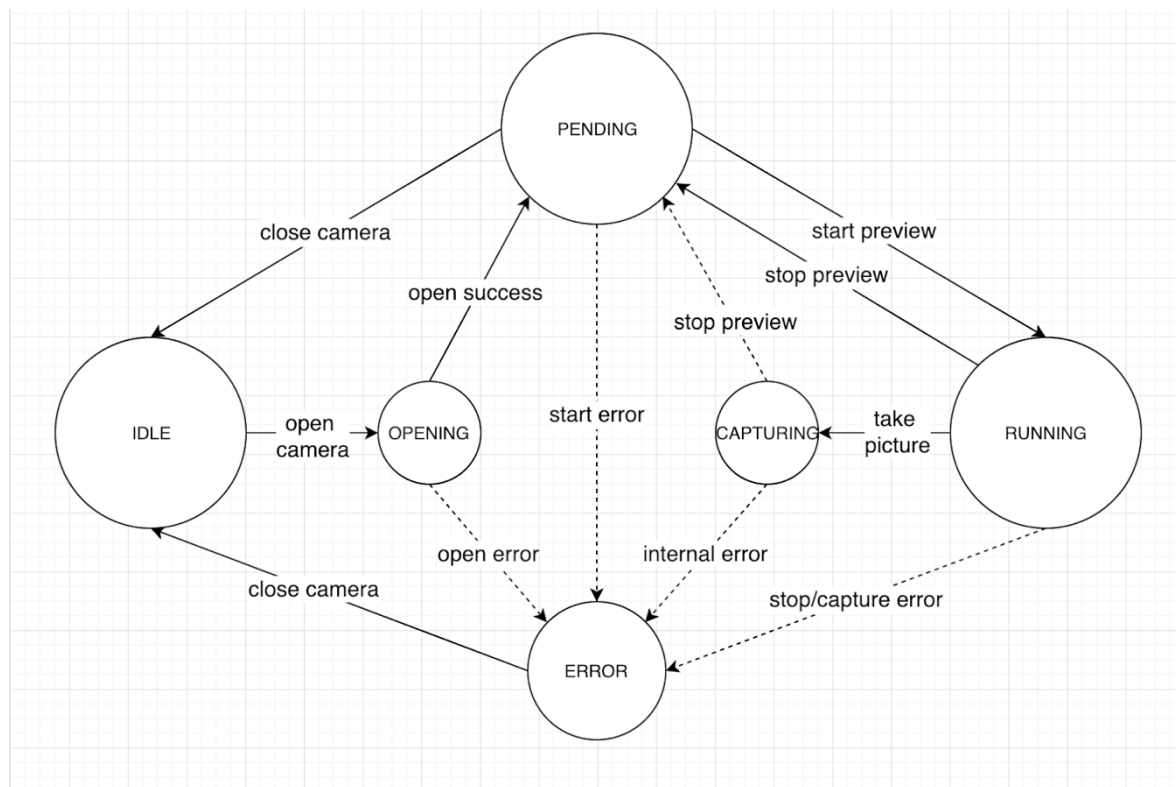 PENDING
close camera
start preview
stop preview
open success
stop preview
IDLE
open
camera
OPENING
start error
CAPTURING
take
picture
RUNNING
open error
internal error
close camera
stop/capture error
ERROR